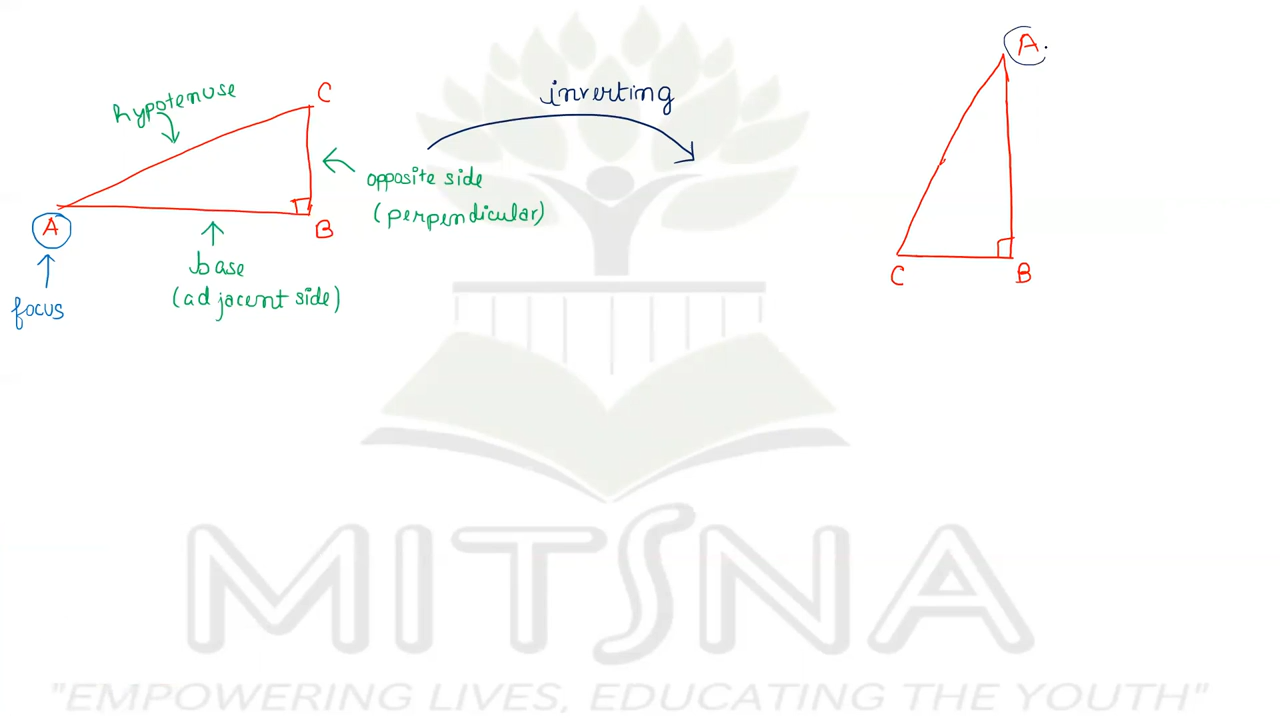 hypotenuse
C
A
B
focus
base
(adjacent side)
opposite side
(perpendicular)
inverting
A
C
B
MITSNA
"EMPOWERING LIVES, EDUCATING THE YOUTH"